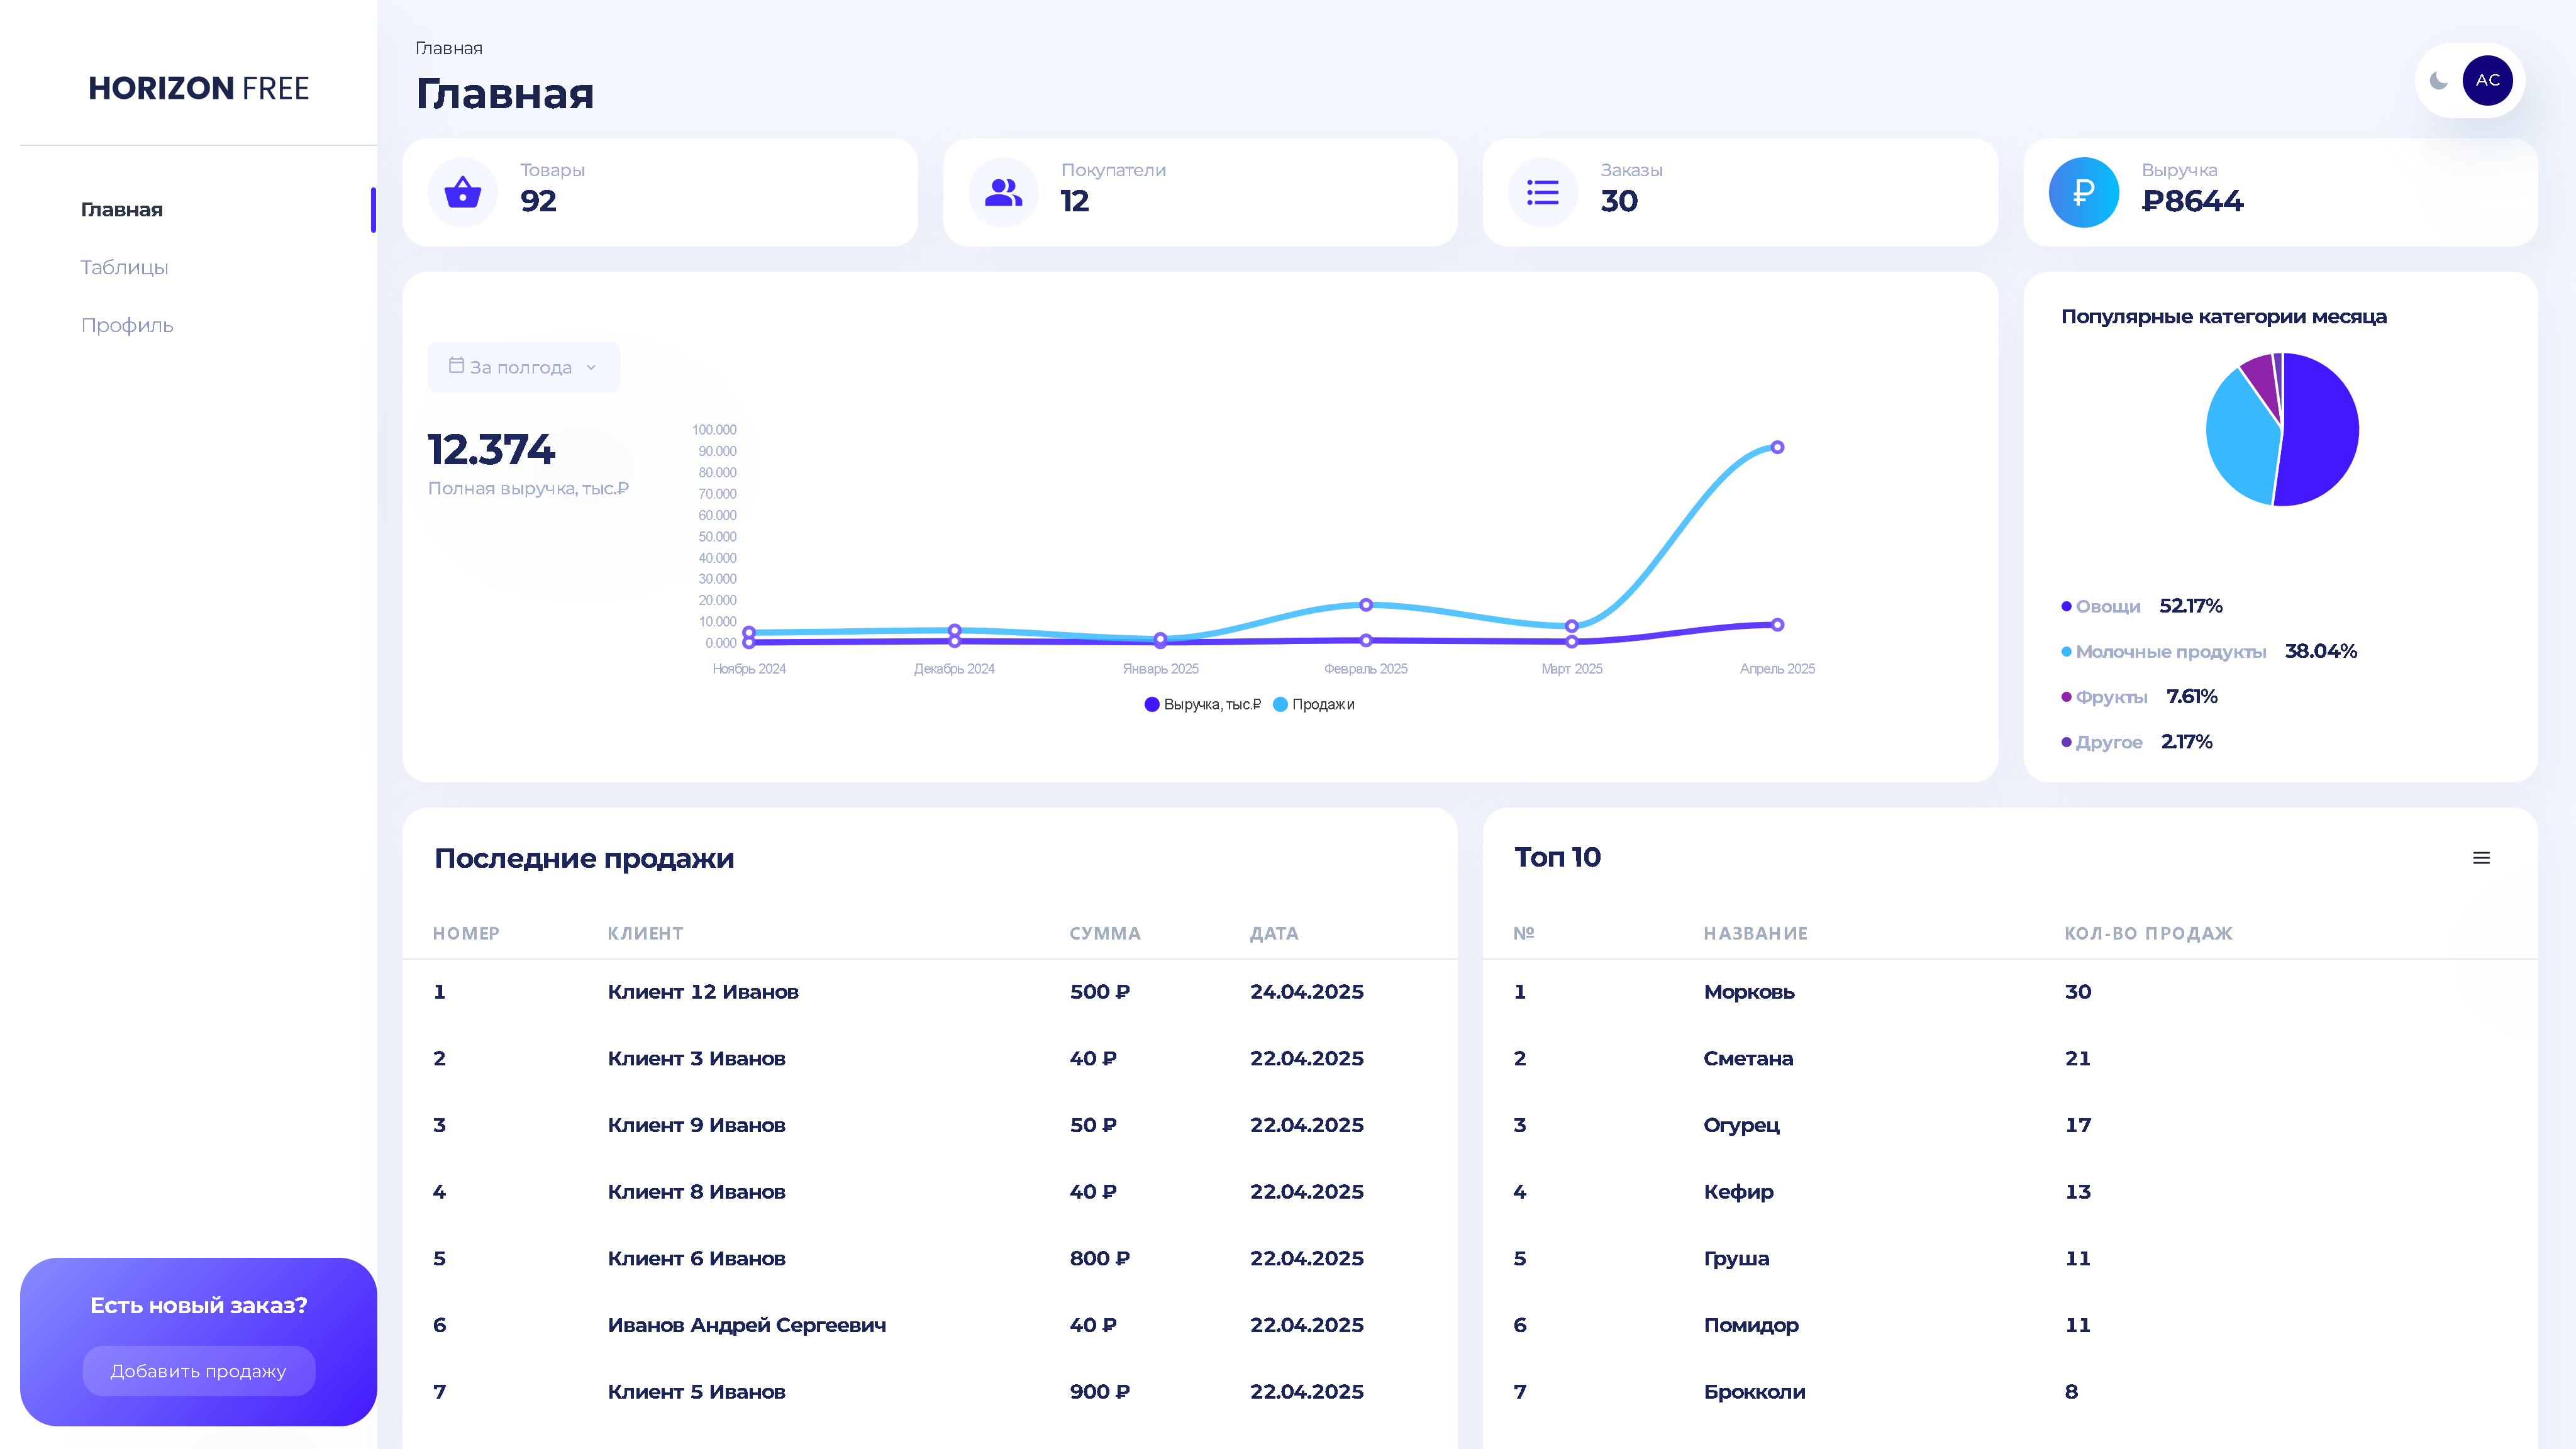 HORIZON FREE
Главная
Таблицы
Профиль
Есть новый заказ?
Добавить продажу
Главная
Главная
AC
Товары
92
Покупатели
12
Заказы
30
₽
Выручка
₽8644
За полгода
12.374
Полная выручка, тыс.₽
100.000
90.000
80.000
70.000
60.000
50.000
40.000
30.000
20.000
10.000
0.000
Ноябрь 2024 Декабрь 2024 Январь 2025 Февраль 2025 Март 2025 Апрель 2025
Выручка, тыс.₽ Продажи
Популярные категории месяца
Овощи 52.17%
Молочные продукты 38.04%
Фрукты 7.61%
Другое 2.17%
Последние продажи
НОМЕР КЛИЕНТ СУММА ДАТА
1 Клиент 12 Иванов 500 ₽ 24.04.2025
2 Клиент 3 Иванов 40 ₽ 22.04.2025
3 Клиент 9 Иванов 50 ₽ 22.04.2025
4 Клиент 8 Иванов 40 ₽ 22.04.2025
5 Клиент 6 Иванов 800 ₽ 22.04.2025
6 Иванов Андрей Сергеевич 40 ₽ 22.04.2025
7 Клиент 5 Иванов 900 ₽ 22.04.2025
Топ 10
№ НАЗВАНИЕ КОЛ-ВО ПРОДАЖ
1 Морковь 30
2 Сметана 21
3 Огурец 17
4 Кефир 13
5 Груша 11
6 Помидор 11
7 Брокколи 8